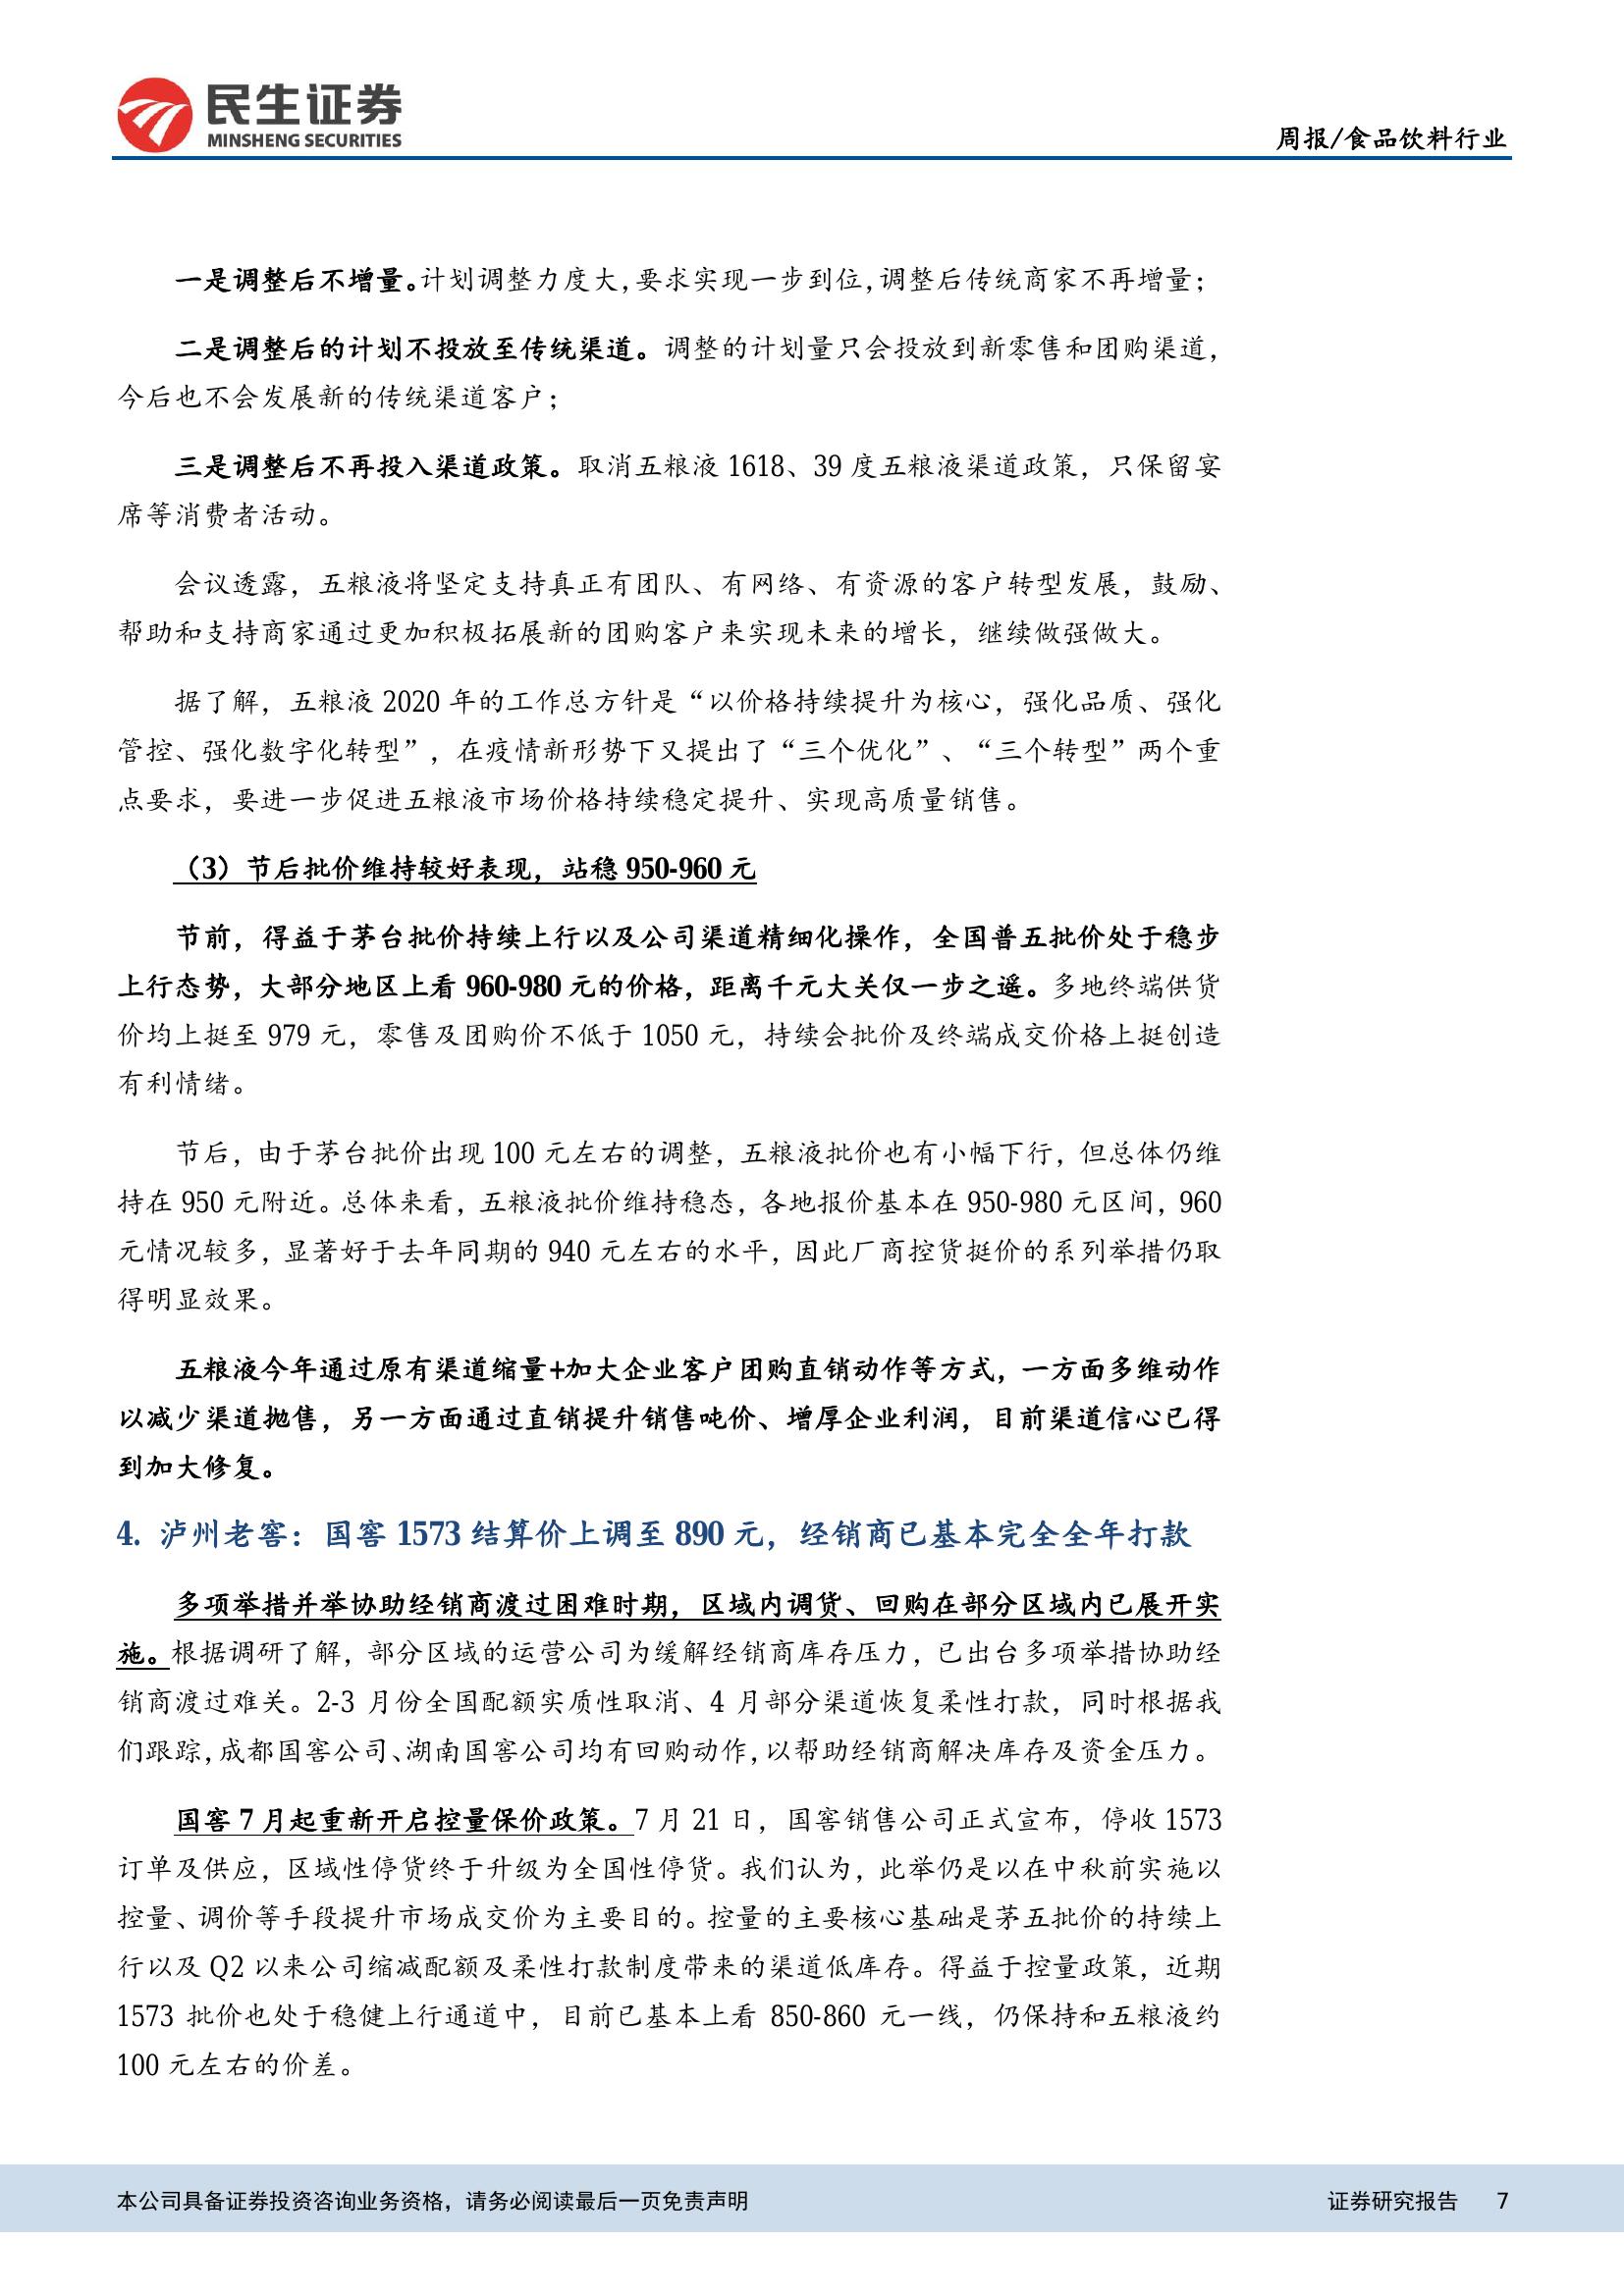 民生证券
MINSHENG SECURITIES
周报/食品饮料行业
一是调整后不增量。计划调整力度大,要求实现一步到位,调整后传统商家不再增量；
二是调整后的计划不投放至传统渠道。调整的计划量只会投放到新零售和团购渠道，
今后也不会发展新的传统渠道客户；
三是调整后不再投入渠道政策。取消五粮液 1618、39 度五粮液渠道政策，只保留宴
席等消费者活动。
会议透露，五粮液将坚定支持真正有团队、有网络、有资源的客户转型发展，鼓励、
帮助和支持商家通过更加积极拓展新的团购客户来实现未来的增长，继续做强做大。
据了解，五粮液 2020 年的工作总方针是“以价格持续提升为核心，强化品质、强化
管控、强化数字化转型”，在疫情新形势下又提出了“三个优化”、“三个转型”两个重
点要求，要进一步促进五粮液市场价格持续稳定提升、实现高质量销售。
（3）节后批价维持较好表现，站稳 950-960 元
节前，得益于茅台批价持续上行以及公司渠道精细化操作，全国普五批价处于稳步
上行态势，大部分地区上看 960-980 元的价格，距离千元大关仅一步之遥。多地终端供货
价均上挺至 979 元，零售及团购价不低于 1050 元，持续会批价及终端成交价格上挺创造
有利情绪。
节后，由于茅台批价出现 100 元左右的调整，五粮液批价也有小幅下行，但总体仍维
持在 950 元附近。总体来看，五粮液批价维持稳态，各地报价基本在 950-980 元区间，960
元情况较多，显著好于去年同期的 940 元左右的水平，因此厂商控货挺价的系列举措仍取
得明显效果。
五粮液今年通过原有渠道缩量+加大企业客户团购直销动作等方式，一方面多维动作
以减少渠道抛售，另一方面通过直销提升销售吨价、增厚企业利润，目前渠道信心已得
到加大修复。
4. 泸州老窖：国窖 1573 结算价上调至 890 元，经销商已基本完全全年打款
多项举措并举协助经销商渡过困难时期，区域内调货、回购在部分区域内已展开实
施。根据调研了解，部分区域的运营公司为缓解经销商库存压力，已出台多项举措协助经
销商渡过难关。2-3 月份全国配额实质性取消、4 月部分渠道恢复柔性打款，同时根据我
们跟踪,成都国窖公司、湖南国窖公司均有回购动作,以帮助经销商解决库存及资金压力。
国窖 7 月起重新开启控量保价政策。7 月 21 日，国窖销售公司正式宣布，停收 1573
订单及供应，区域性停货终于升级为全国性停货。我们认为，此举仍是以在中秋前实施以
控量、调价等手段提升市场成交价为主要目的。控量的主要核心基础是茅五批价的持续上
行以及 Q2 以来公司缩减配额及柔性打款制度带来的渠道低库存。得益于控量政策，近期
1573 批价也处于稳健上行通道中，目前已基本上看 850-860 元一线，仍保持和五粮液约
100 元左右的价差。
本公司具备证券投资咨询业务资格，请务必阅读最后一页免责声明
证券研究报告 7